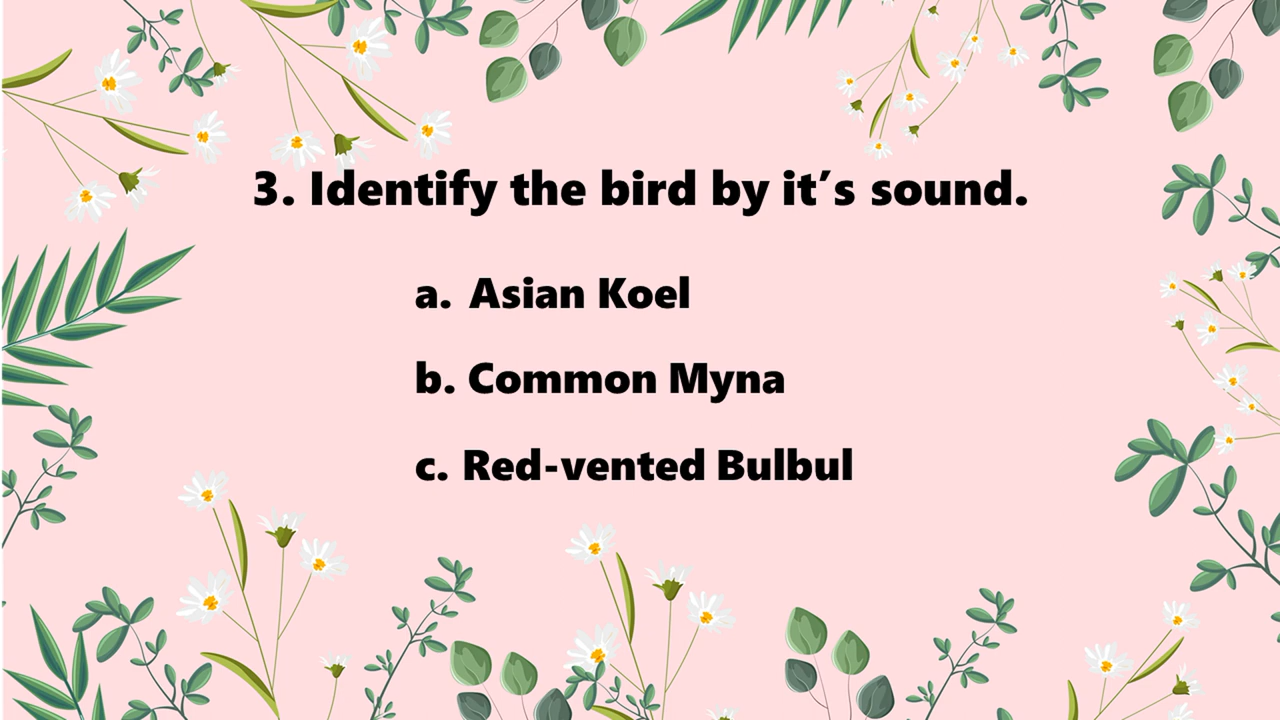 3. Identify the bird by it′s sound.
a. Asian Koel
b. Common Myna
c. Red-vented Bulbul